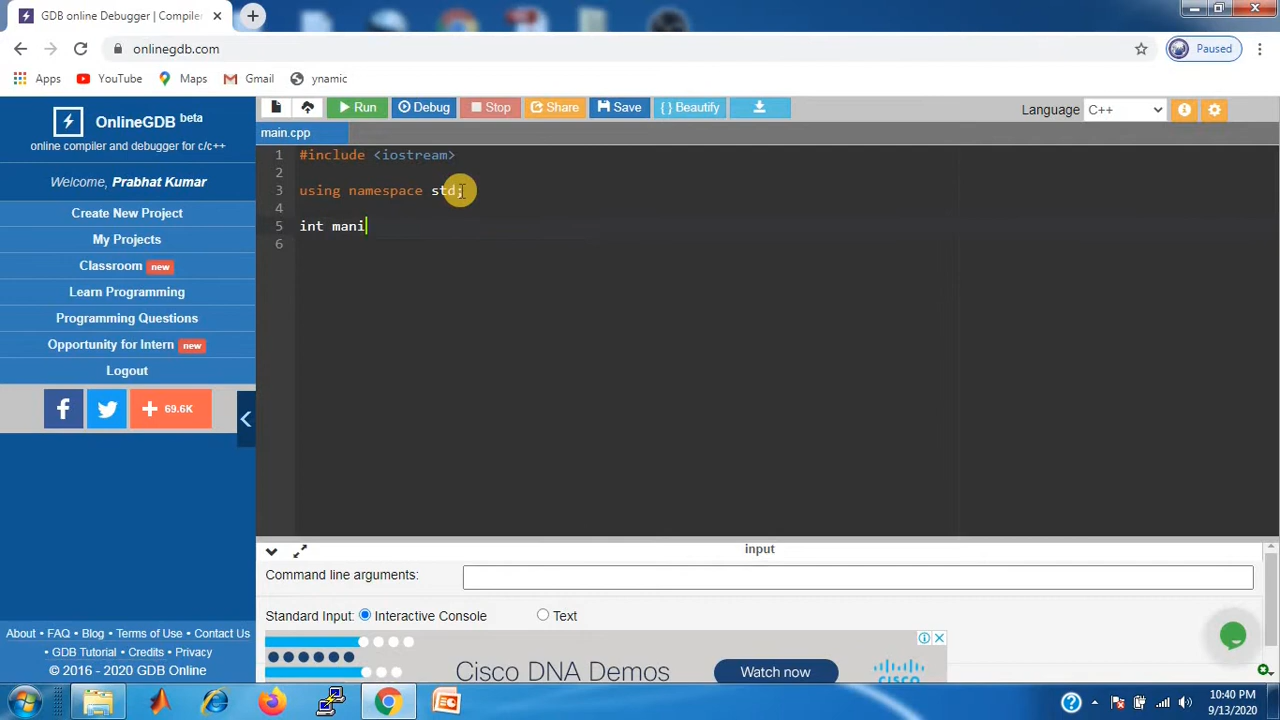 GDB online Debugger | Compiler
onlinegdb.com
Paused
Apps YouTube Maps Gmail ynamic
OnlineGDB beta
online compiler and debugger for c/c++
Welcome, Prabhat Kumar
Create New Project
My Projects
Classroom new
Learn Programming
Programming Questions
Opportunity for Intern new
Logout
f + 69.6K
About • FAQ • Blog • Terms of Use • Contact Us
• GDB Tutorial • Credits • Privacy
© 2016 - 2020 GDB Online
Run Debug Stop Share Save { } Beautify
Language C++
main.cpp
1 #include <iostream>
2
3 using namespace std;
4
5 int mani
6
input
Command line arguments:
Standard Input: Interactive Console Text
Cisco DNA Demos Watch now cisco
10:40 PM
9/13/2020